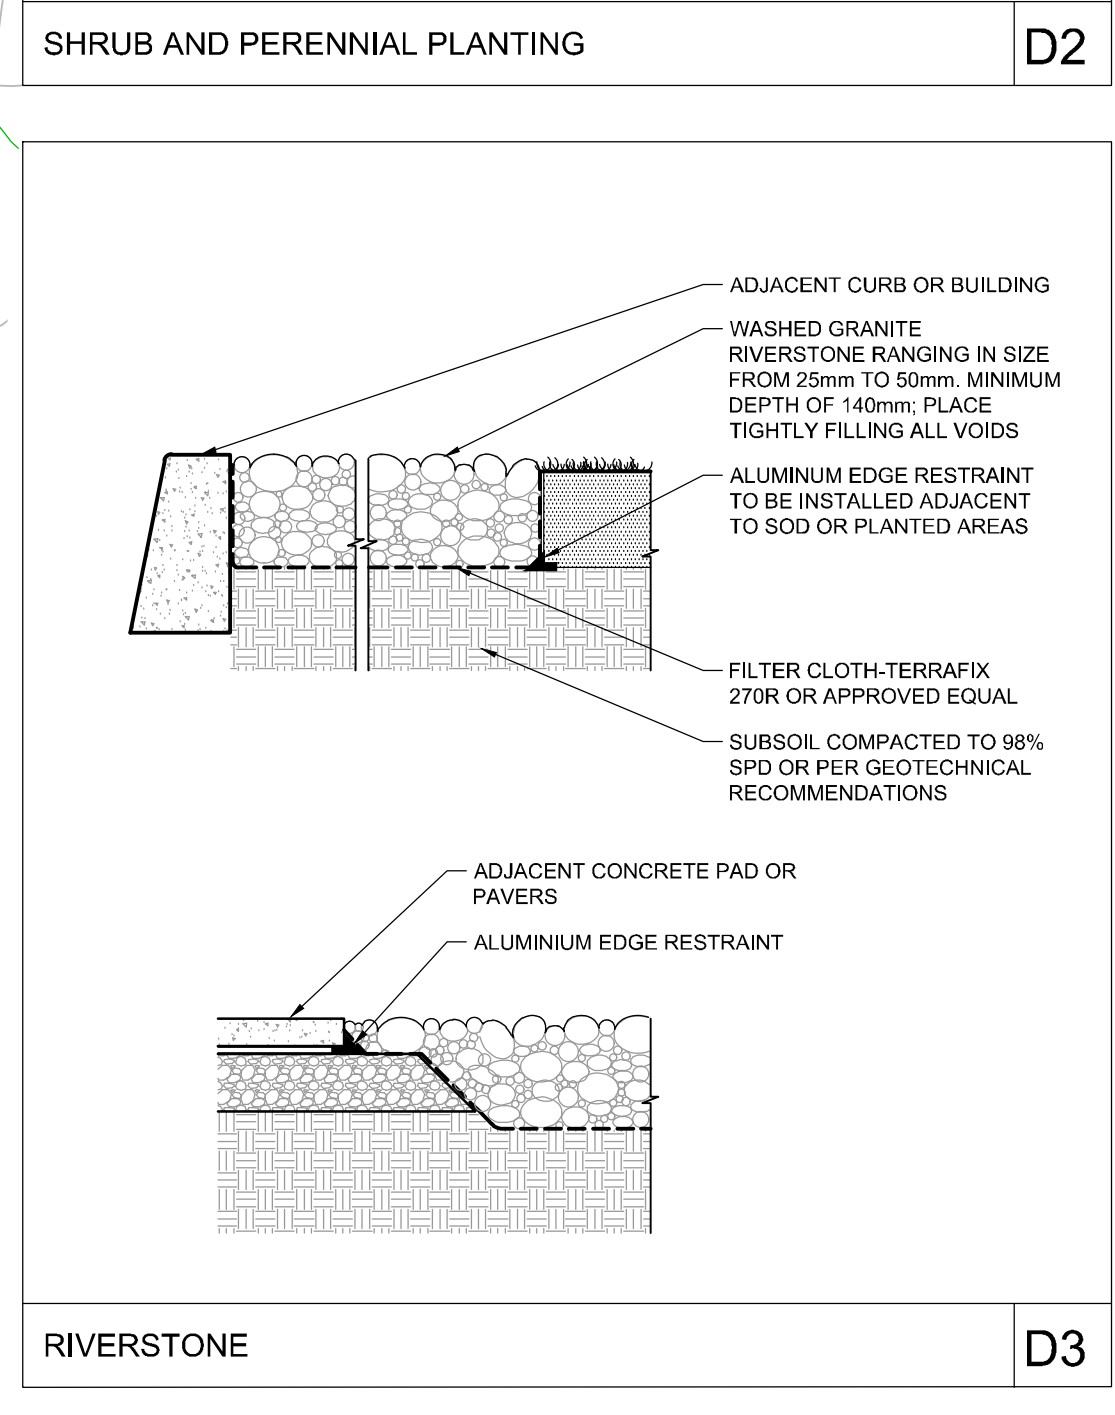 SHRUB AND PERENNIAL PLANTING
D2
ADJACENT CURB OR BUILDING
WASHED GRANITE
RIVERSTONE RANGING IN SIZE
FROM 25mm TO 50mm. MINIMUM
DEPTH OF 140mm; PLACE
TIGHTLY FILLING ALL VOIDS
ALUMINUM EDGE RESTRAINT
TO BE INSTALLED ADJACENT
TO SOD OR PLANTED AREAS
FILTER CLOTH-TERRAFIX
270R OR APPROVED EQUAL
SUBSOIL COMPACTED TO 98%
SPD OR PER GEOTECHNICAL
RECOMMENDATIONS
ADJACENT CONCRETE PAD OR
PAVERS
ALUMINIUM EDGE RESTRAINT
RIVERSTONE
D3